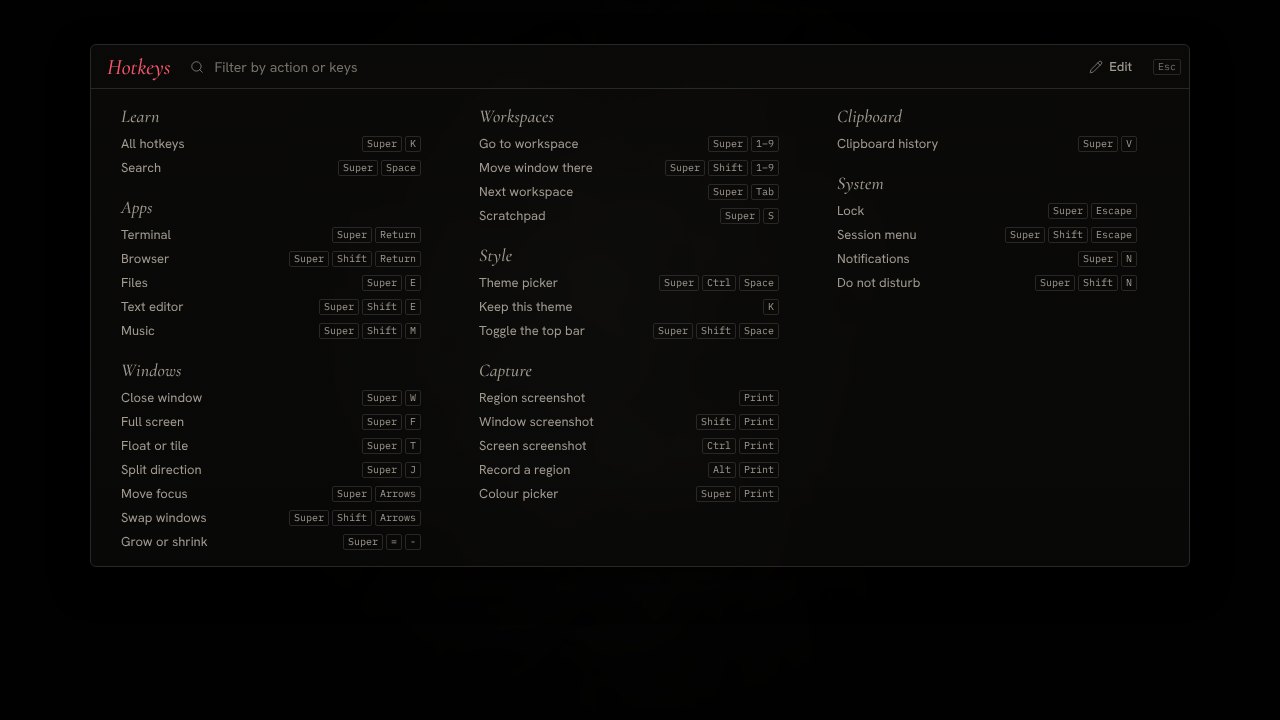 Hotkeys
Filter by action or keys
Edit
Esc
Learn
All hotkeys Super K
Search Super Space
Apps
Terminal Super Return
Browser Super Shift Return
Files Super E
Text editor Super Shift E
Music Super Shift M
Windows
Close window Super W
Full screen Super F
Float or tile Super T
Split direction Super J
Move focus Super Arrows
Swap windows Super Shift Arrows
Grow or shrink Super = -
Workspaces
Go to workspace Super 1–9
Move window there Super Shift 1–9
Next workspace Super Tab
Scratchpad Super S
Style
Theme picker Super Ctrl Space
Keep this theme K
Toggle the top bar Super Shift Space
Capture
Region screenshot Print
Window screenshot Shift Print
Screen screenshot Ctrl Print
Record a region Alt Print
Colour picker Super Print
Clipboard
Clipboard history Super V
System
Lock Super Escape
Session menu Super Shift Escape
Notifications Super N
Do not disturb Super Shift N